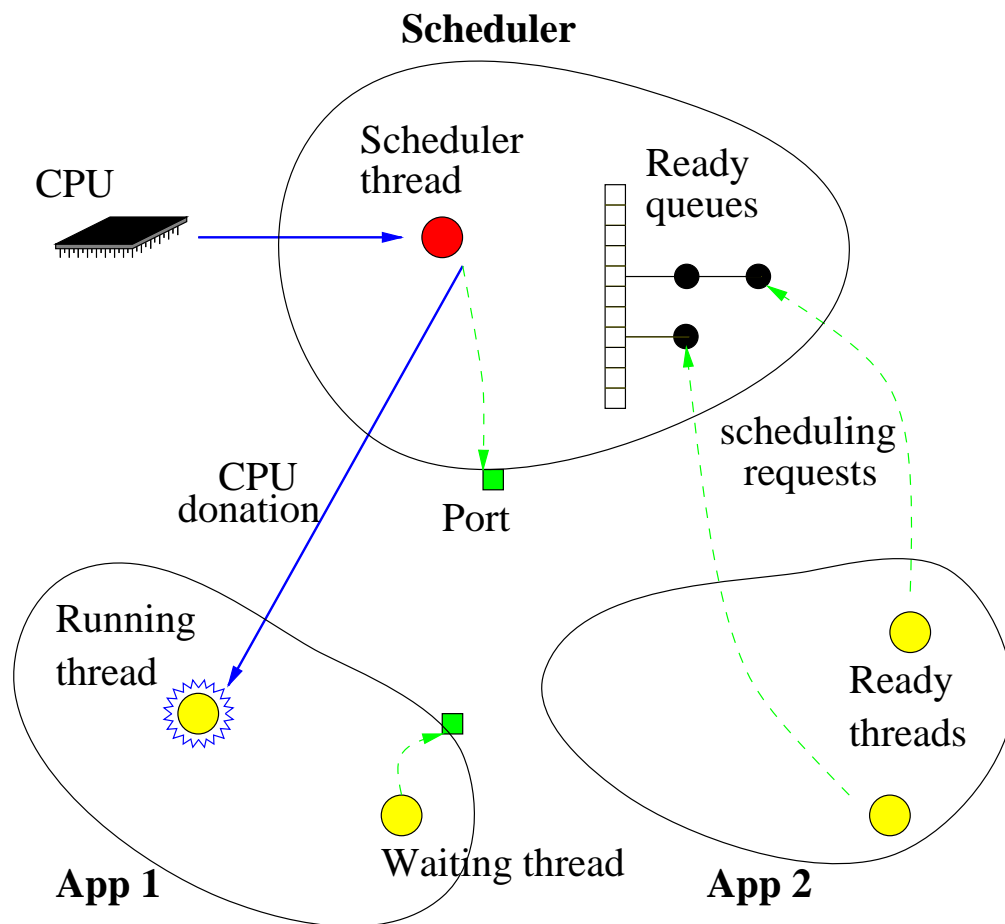 Scheduler
Scheduler
thread
Ready
queues
CPU
scheduling
requests
CPU
donation
Port
Running
thread
Ready
threads
Waiting thread
App 1
App 2